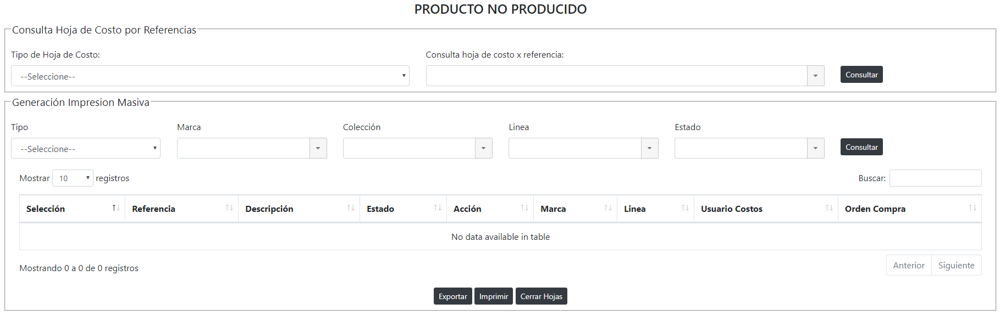 PRODUCTO NO PRODUCIDO
Consulta Hoja de Costo por Referencias
Tipo de Hoja de Costo: Consulta hoja de costo x referencia:
--Seleccione-- Consultar
Generación Impresion Masiva
Tipo Marca Colección Linea Estado
--Seleccione-- Consultar
Mostrar 10 registros Buscar:
Selección Referencia Descripción Estado Acción Marca Linea Usuario Costos Orden Compra
No data available in table
Mostrando 0 a 0 de 0 registros Anterior Siguiente
Exportar Imprimir Cerrar Hojas